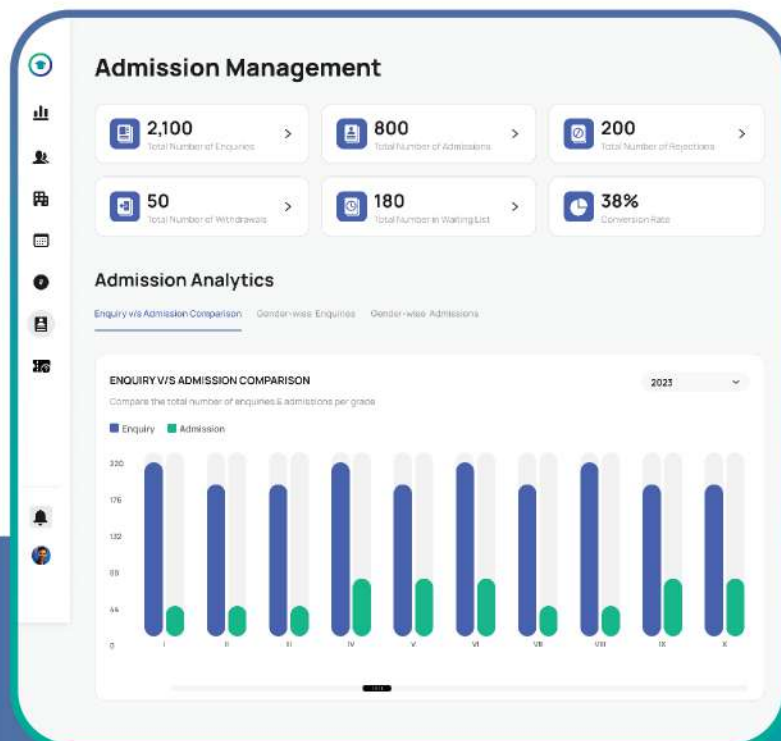 Admission Management
2,100
Total Number of Enquiries
800
Total Number of Admissions
200
Total Number of Rejections
50
Total Number of Withdrawals
180
Total Number in Waiting List
38%
Conversion Rate
Admission Analytics
Enquiry v/s Admission Comparison Gender-wise Enquiries Gender-wise Admissions
ENQUIRY V/S ADMISSION COMPARISON
2023
Compare the total number of enquiries & admissions per grade
Enquiry Admission
220
176
132
88
44
0 I II III IV V VI VII VIII IX X